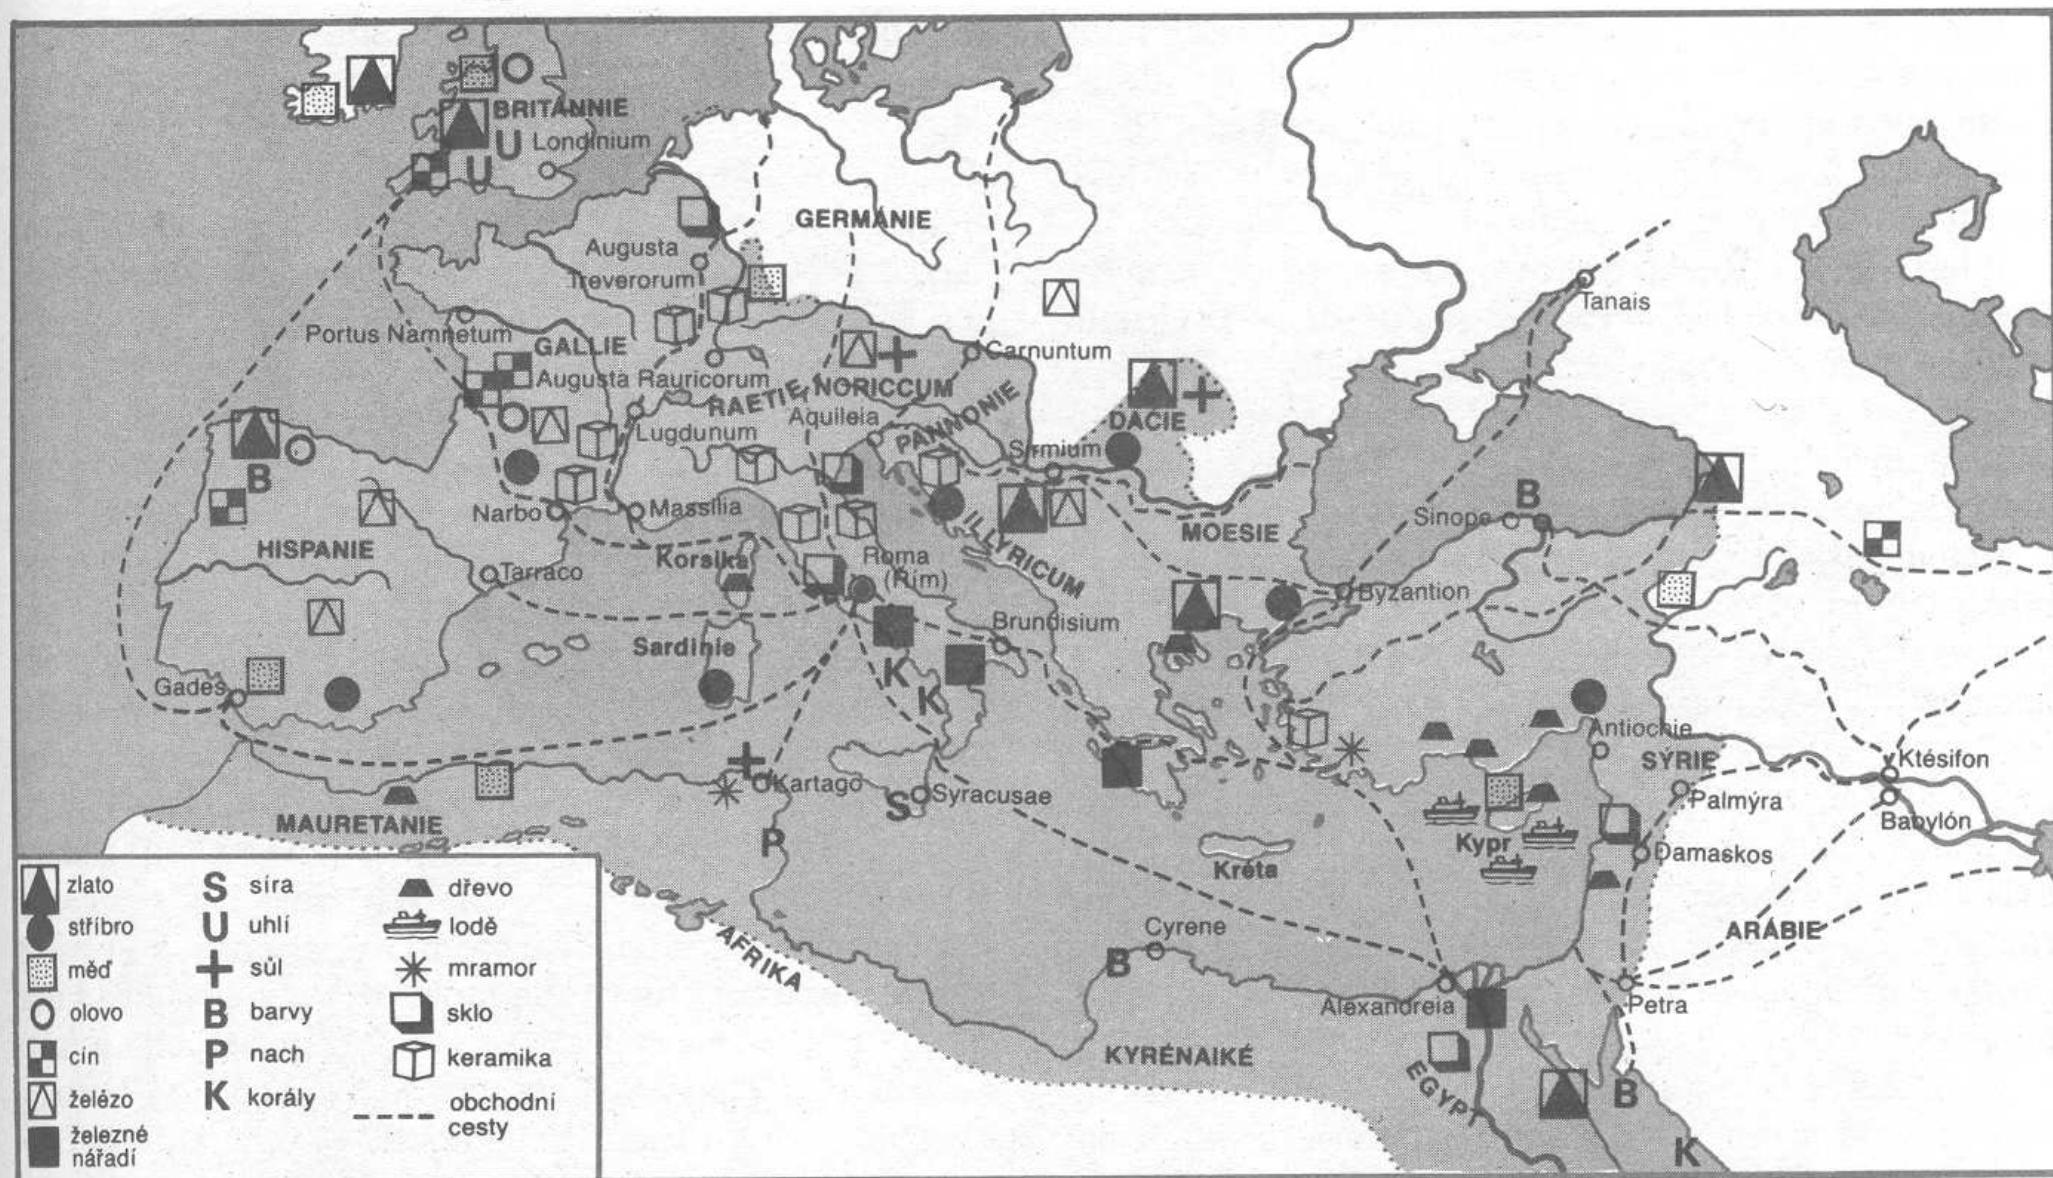 BRITANNIE
U
Londinium
U
GERMÁNIE
Augusta
Treverorum
Tanais
Portus Namnetum
GALLIE
Carnuntum
Augusta Rauricorum
RAETIE
NORICCUM
Aquileia
PANNONIE
DACIE
Lugdunum
Sirmium
B
Narbo
Massilia
B
Sinope
HISPANIE
ILLYRICUM
MOESIE
Korsika
Roma
(Řím)
Tarraco
Byzantion
Brundisium
Sardinie
K
K
Gades
Antiochie
SÝRIE
Ktésifon
Kartago
Syracusae
S
Palmýra
Babylón
MAURETANIE
P
Kypr
Damaskos
Kréta
AFRIKA
Cyrene
B
ARÁBIE
Alexandreia
Petra
KYRÉNAIKÉ
EGYPT
B
K
zlato
stříbro
měď
olovo
cín
želézo
železné
nářadí
S síra
U uhlí
sůl
B barvy
P nach
K korály
dřevo
lodě
mramor
sklo
keramika
obchodní
cesty